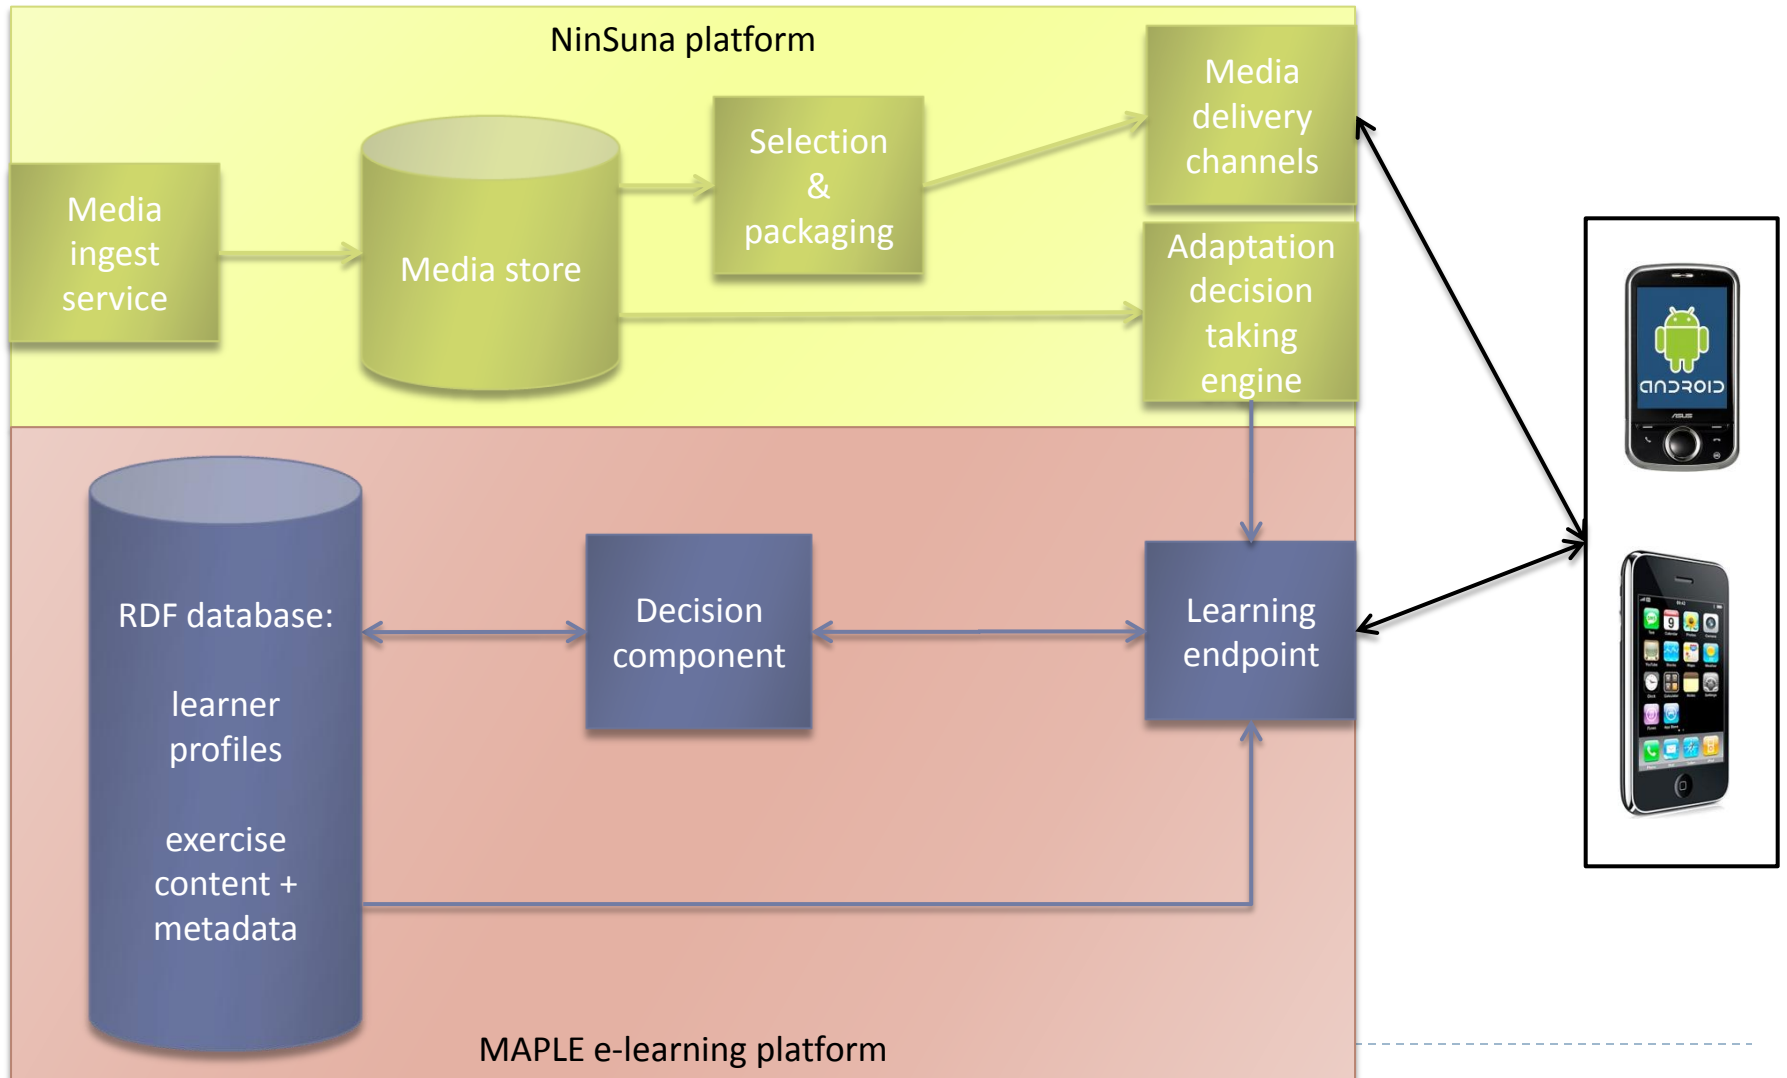 NinSuna platform
Media
ingest
service
Media store
Selection
&
packaging
Media
delivery
channels
Adaptation
decision
taking
engine
RDF database:
learner
profiles
exercise
content +
metadata
Decision
component
Learning
endpoint
MAPLE e-learning platform
ANDROID
ASUS